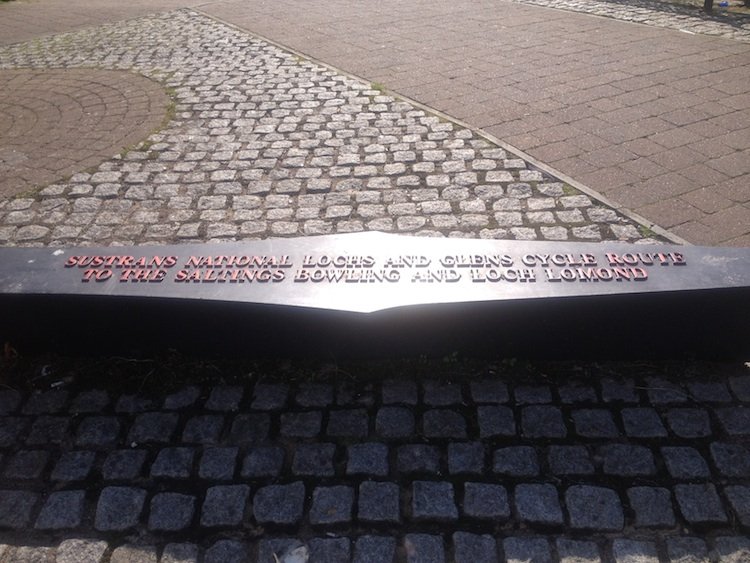 SUSTRANS NATIONAL LOCHS AND GLENS CYCLE ROUTE
TO THE SALTINGS BOWLING AND LOCH LOMOND